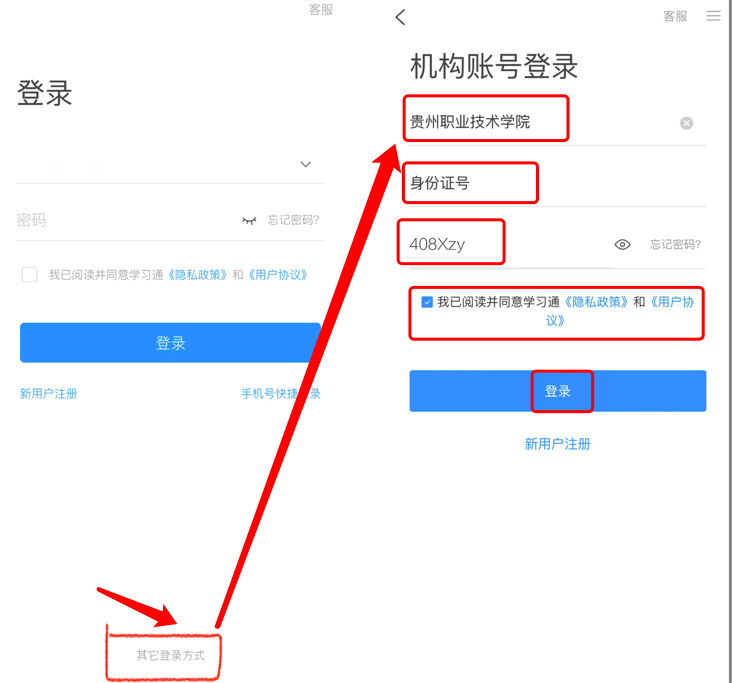 客服
登录
密码
忘记密码?
我已阅读并同意学习通《隐私政策》和《用户协议》
登录
新用户注册
手机号快捷登录
其它登录方式
客服
机构账号登录
贵州职业技术学院
身份证号
408Xzy
忘记密码?
我已阅读并同意学习通《隐私政策》和《用户协
议》
登录
新用户注册